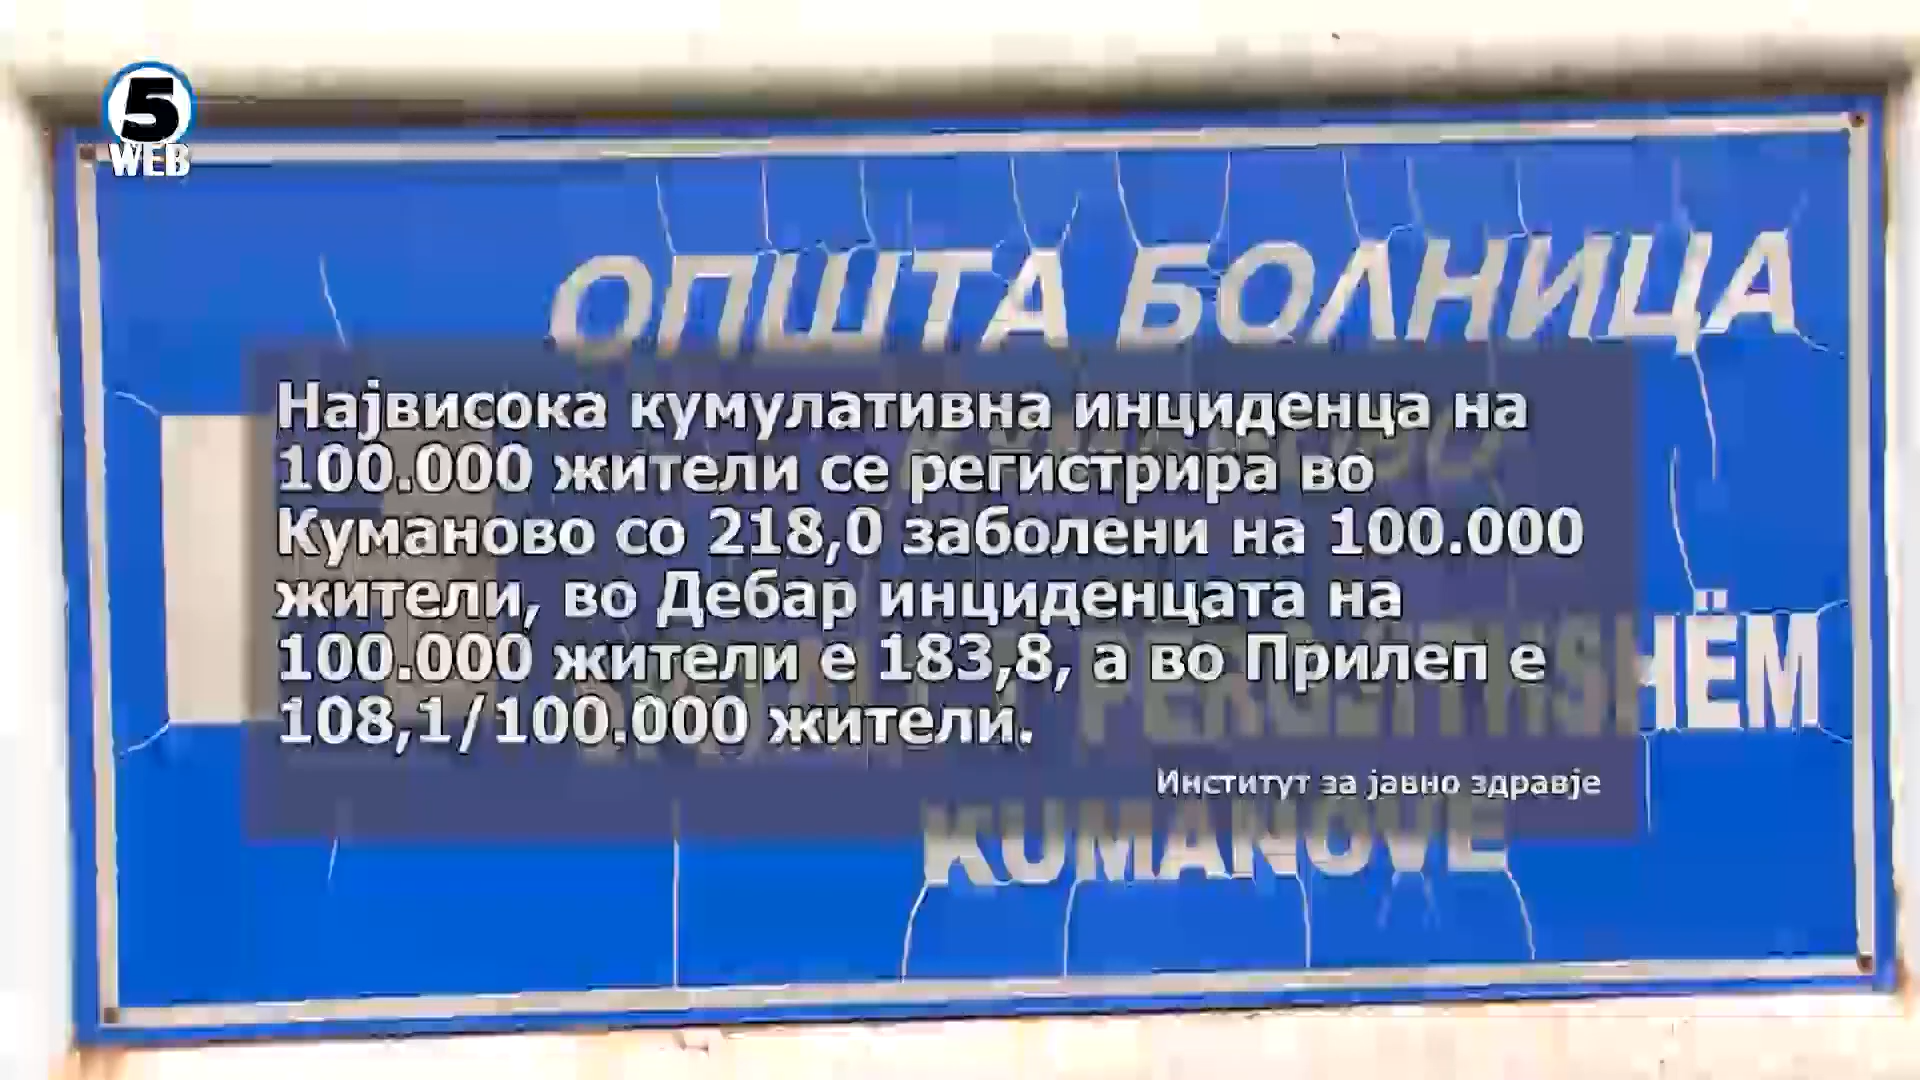 5
WEB
ОПШТА БОЛНИЦА
Највисока кумулативна инциденца на
100.000 жители се регистрира во
Куманово со 218,0 заболени на 100.000
жители, во Дебар инциденцата на
100.000 жители е 183,8, а во Прилеп е
108,1/100.000 жители.
Институт за јавно здравје
KUMANOVE